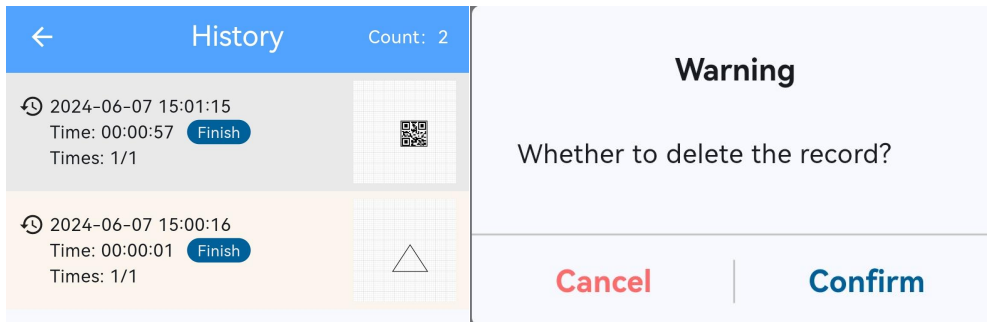 History
Count: 2
2024-06-07 15:01:15
Time: 00:00:57 Finish
Times: 1/1
2024-06-07 15:00:16
Time: 00:00:01 Finish
Times: 1/1
Warning
Whether to delete the record?
Cancel
Confirm